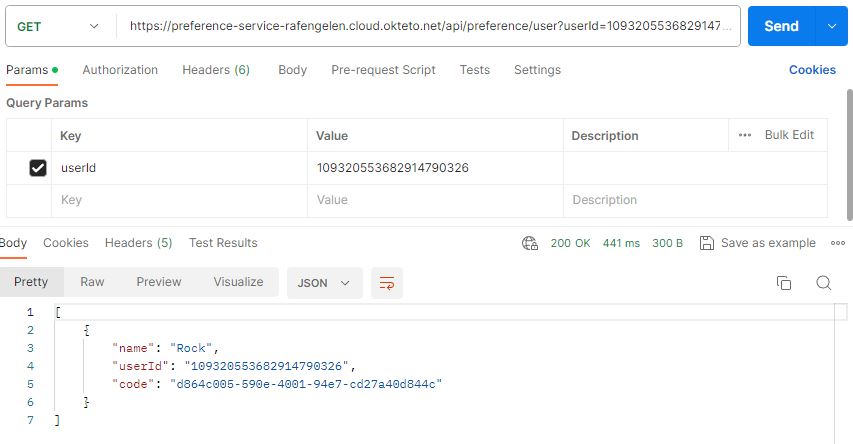 GET https://preference-service-rafengelen.cloud.okteto.net/api/preference/user?userId=1093205536829147... Send
Params Authorization Headers (6) Body Pre-request Script Tests Settings Cookies
Query Params
Key Value Description ••• Bulk Edit
userId 109320553682914790326
Key Value Description
Body Cookies Headers (5) Test Results 200 OK 441 ms 300 B Save as example
Pretty Raw Preview Visualize JSON
1 [
2 {
3 "name": "Rock",
4 "userId": "109320553682914790326",
5 "code": "d864c005-590e-4001-94e7-cd27a40d844c"
6 }
7 ]